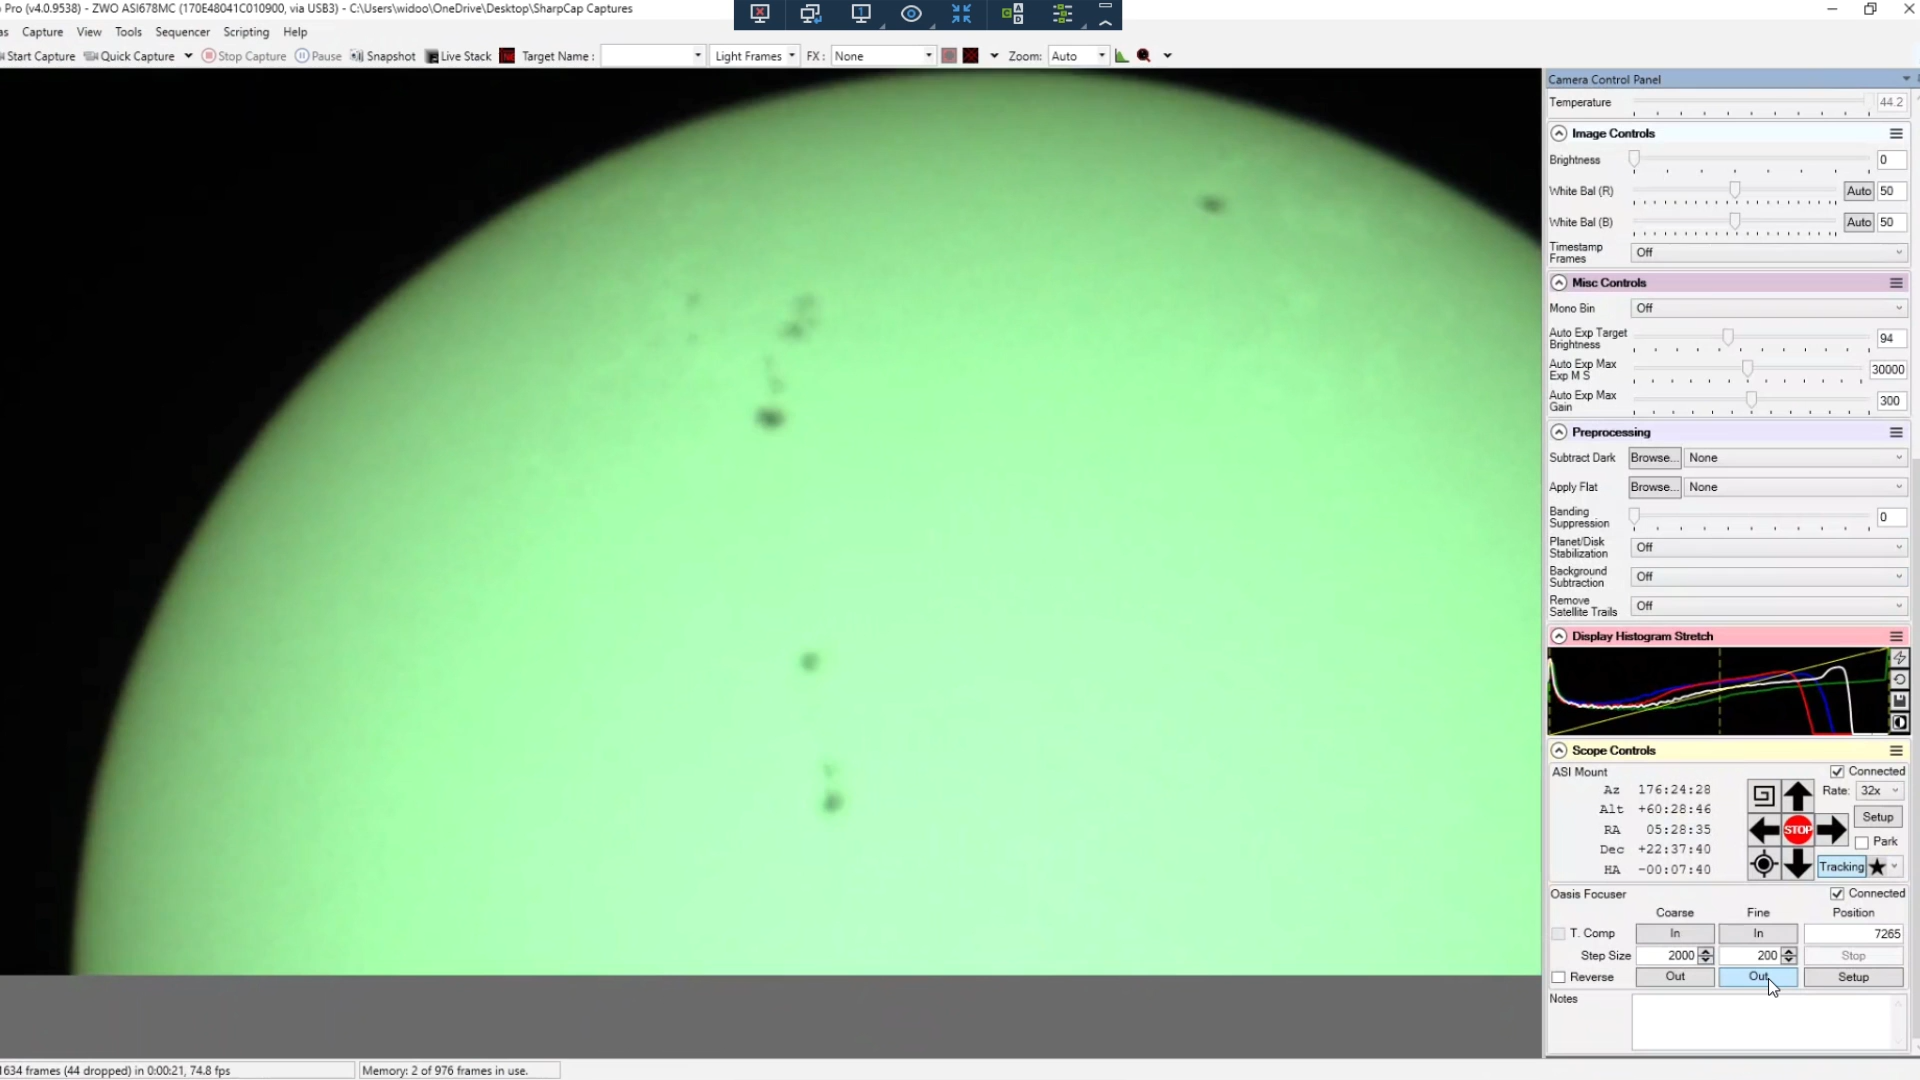 Pro (v4.0.9538) - ZWO ASI678MC (170E48041C010900, via USB3) - C:\Users\widoo\OneDrive\Desktop\SharpCap Captures
Capture View Tools Sequencer Scripting Help
Start Capture Quick Capture Stop Capture Pause Snapshot Live Stack Target Name : Light Frames FX : None Zoom: Auto
Camera Control Panel
Temperature 44.2
Image Controls
Brightness 0
White Bal (R) Auto 50
White Bal (B) Auto 50
Timestamp
Frames Off
Misc Controls
Mono Bin Off
Auto Exp Target
Brightness 94
Auto Exp Max
Exp M S 30000
Auto Exp Max
Gain 300
Preprocessing
Subtract Dark Browse... None
Apply Flat Browse... None
Banding
Suppression 0
Planet/Disk
Stabilization Off
Background
Subtraction Off
Remove
Satellite Trails Off
Display Histogram Stretch
Scope Controls
ASI Mount Connected
Az 176:24:28 Rate: 32x
Alt +60:28:46 Setup
RA 05:28:35 STOP Park
Dec +22:37:40
HA -00:07:40 Tracking
Oasis Focuser Connected
Coarse Fine Position
T. Comp In In 7265
Step Size 2000 200 Stop
Reverse Out Out Setup
Notes
1634 frames (44 dropped) in 0:00:21, 74.8 fps Memory: 2 of 976 frames in use.